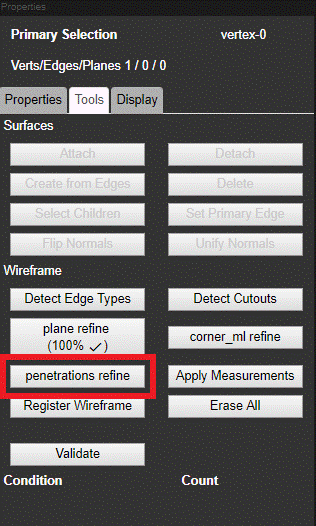 Properties
Primary Selection vertex-0
Verts/Edges/Planes 1 / 0 / 0
Properties Tools Display
Surfaces
Attach Detach
Create from Edges Delete
Select Children Set Primary Edge
Flip Normals Unify Normals
Wireframe
Detect Edge Types Detect Cutouts
plane refine
(100% ✓) corner_ml refine
penetrations refine Apply Measurements
Register Wireframe Erase All
Validate
Condition Count